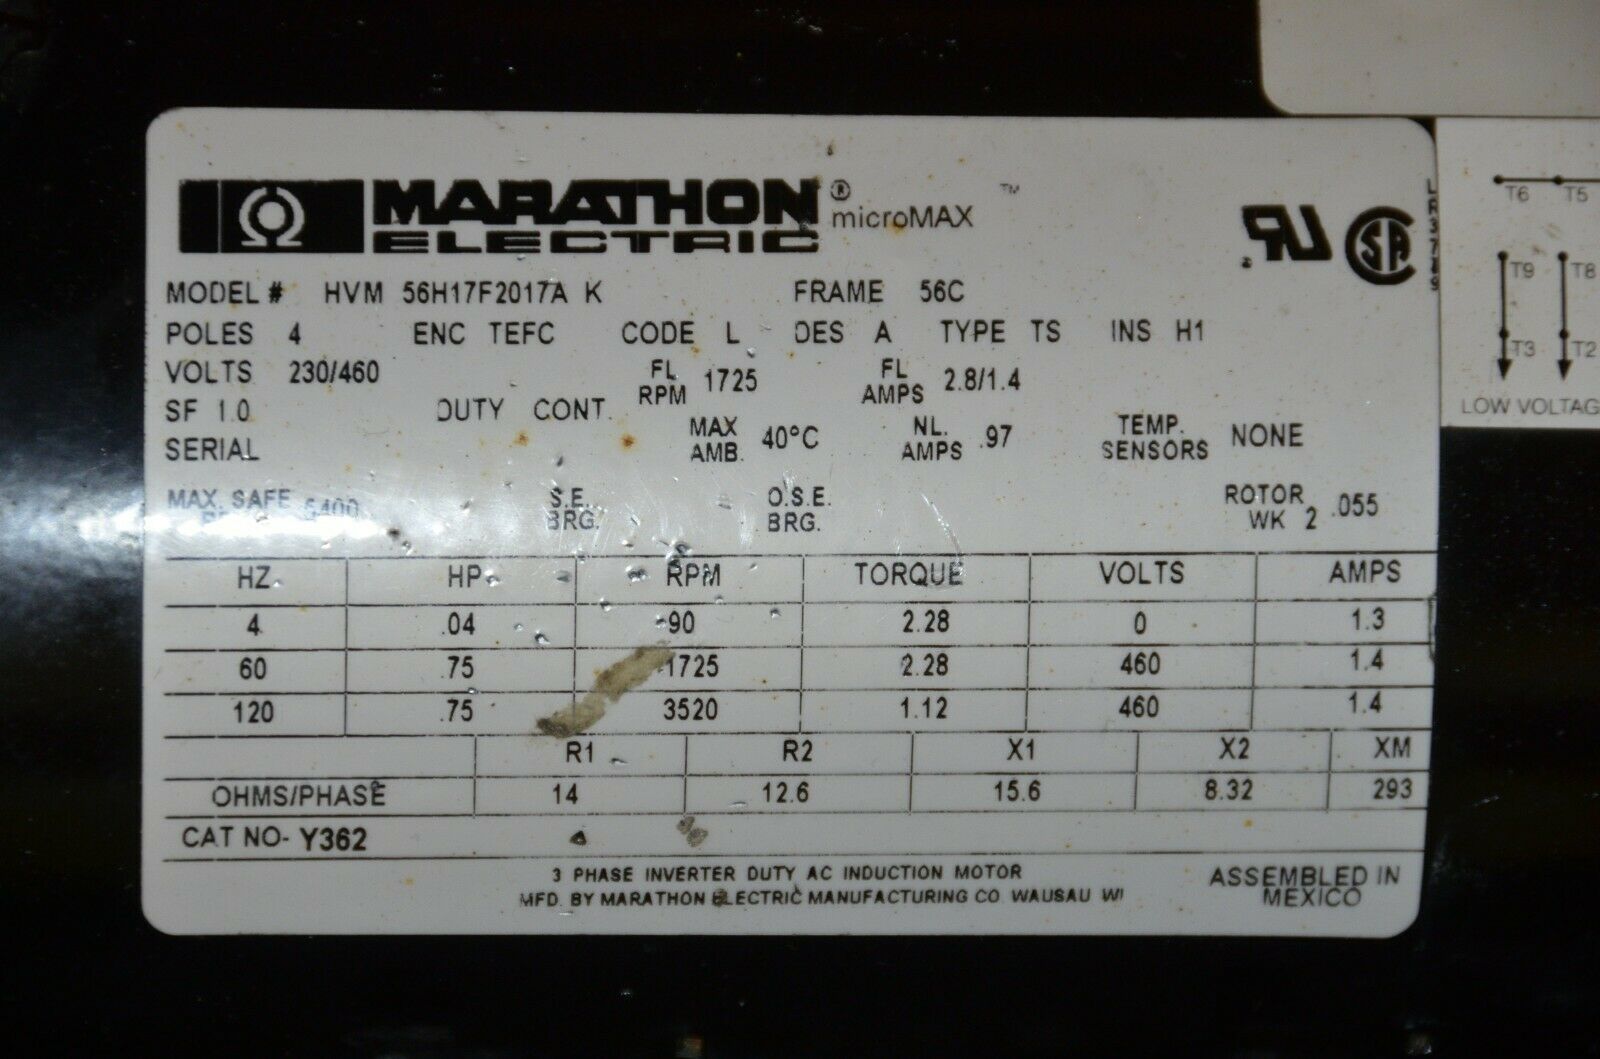 MARATHON ® microMAX ™
ELECTRIC
MODEL # HVM 56H17F2017A K FRAME 56C
POLES 4 ENC TEFC CODE L DES A TYPE TS INS H1
VOLTS 230/460 FL RPM 1725 FL AMPS 2.8/1.4
SF 1.0 DUTY CONT. MAX AMB. 40°C NL. AMPS .97 TEMP. SENSORS NONE
SERIAL
MAX. SAFE S.E. BRG. O.S.E. BRG. ROTOR WK 2 .055
HZ HP RPM TORQUE VOLTS AMPS
4 .04 90 2.28 0 1.3
60 .75 1725 2.28 460 1.4
120 .75 3520 1.12 460 1.4
R1 R2 X1 X2 XM
OHMS/PHASE 14 12.6 15.6 8.32 293
CAT NO- Y362
3 PHASE INVERTER DUTY AC INDUCTION MOTOR
MFD. BY MARATHON ELECTRIC MANUFACTURING CO. WAUSAU WI
ASSEMBLED IN
MEXICO
T6 T5
T9 T8
T3 T2
LOW VOLTAG